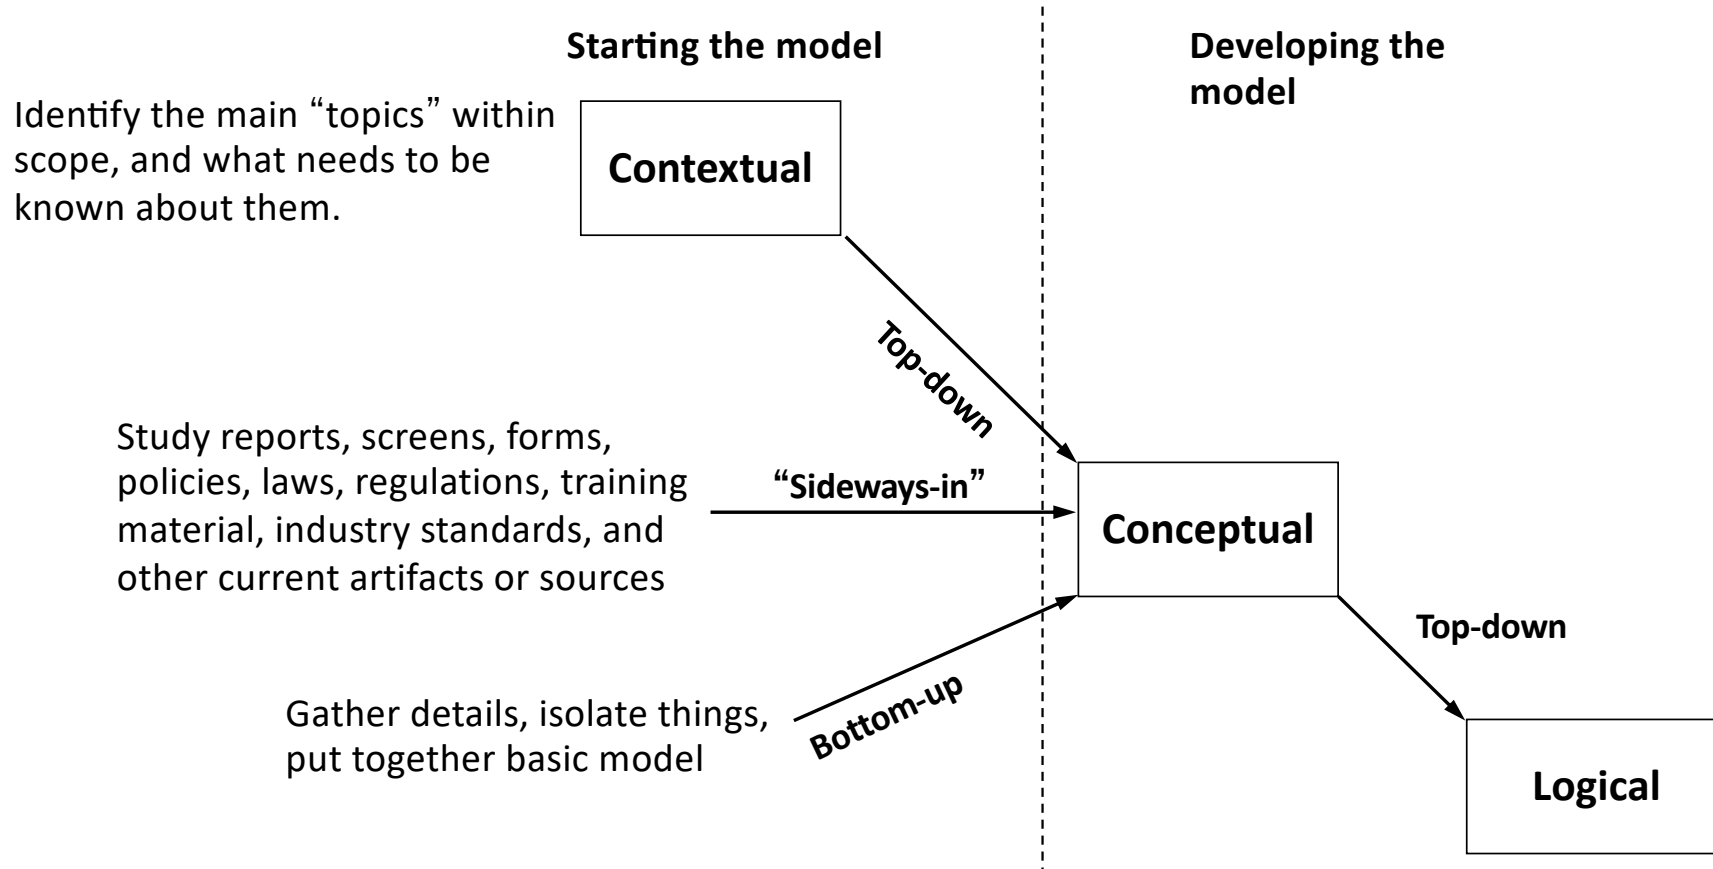 Starting the model
Developing the
model
Identify the main “topics” within
scope, and what needs to be
known about them.
Contextual
Top-down
Study reports, screens, forms,
policies, laws, regulations, training
material, industry standards, and
other current artifacts or sources
“Sideways-in”
Conceptual
Top-down
Gather details, isolate things,
put together basic model
Bottom-up
Logical